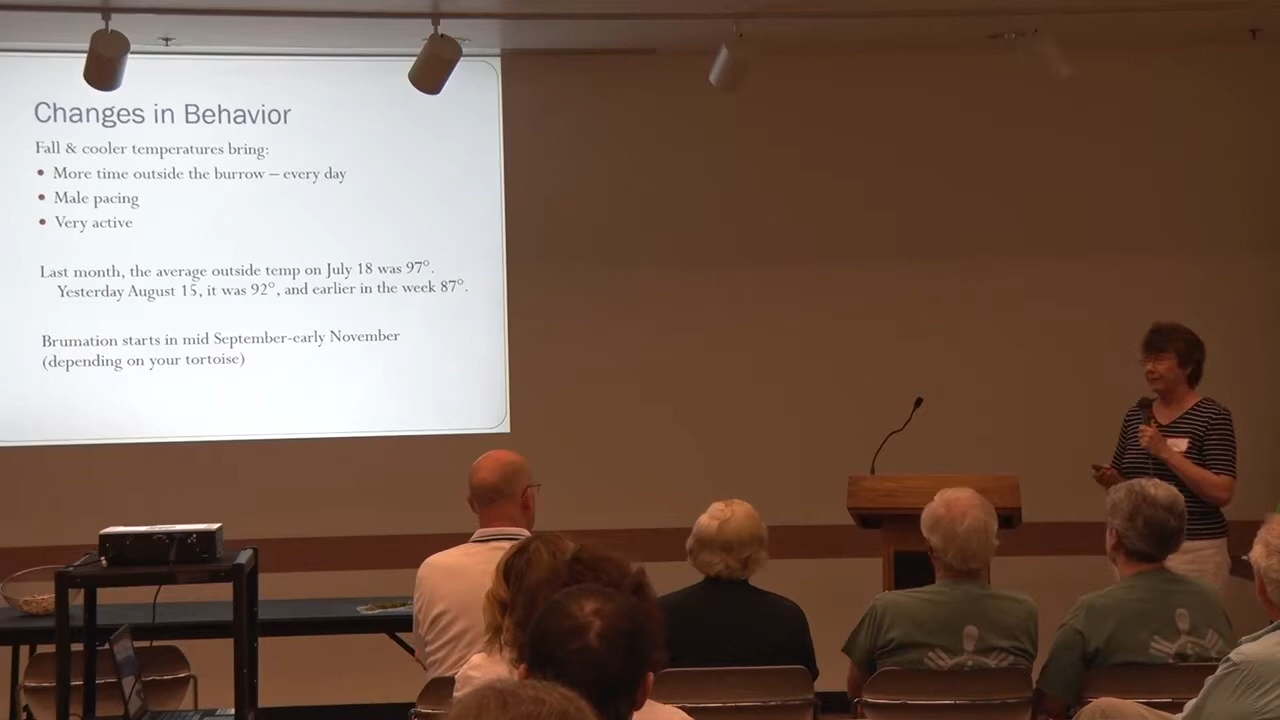 Changes in Behavior
Fall & cooler temperatures bring:
• More time outside the burrow – every day
• Male pacing
• Very active
Last month, the average outside temp on July 18 was 97°.
Yesterday August 15, it was 92°, and earlier in the week 87°.
Brumation starts in mid September-early November
(depending on your tortoise)